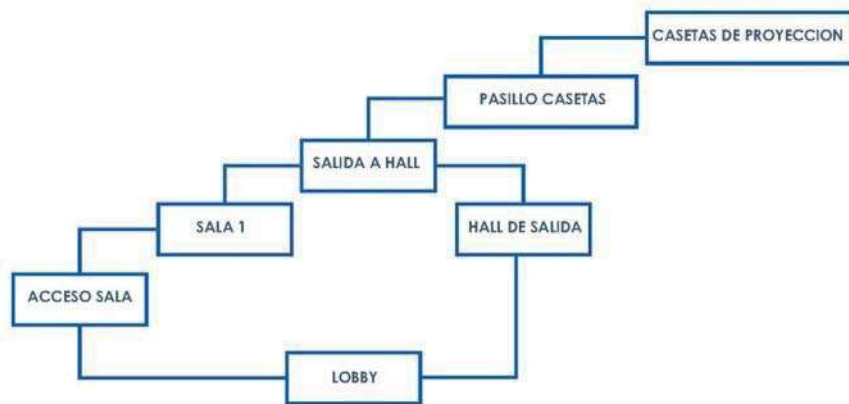 CASETAS DE PROYECCION
PASILLO CASETAS
SALIDA A HALL
SALA 1
HALL DE SALIDA
ACCESO SALA
LOBBY